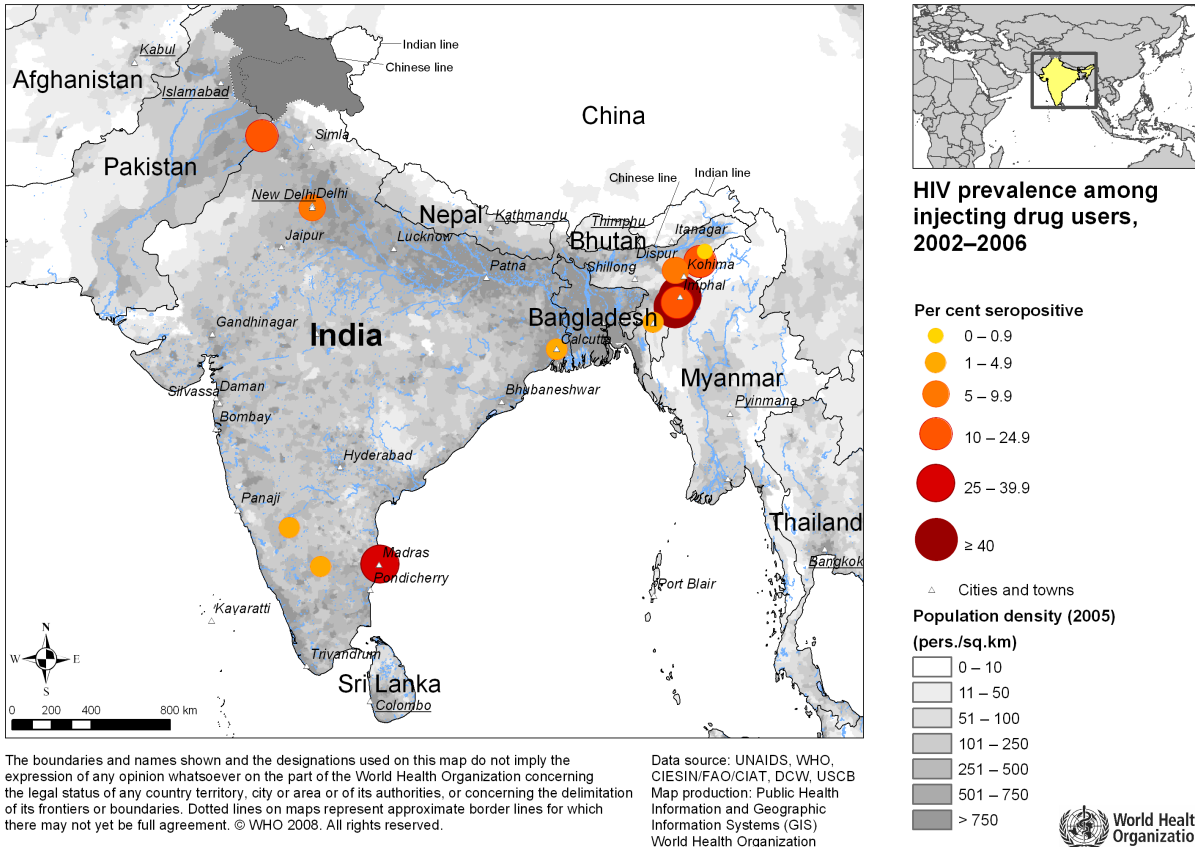 Indian line
Kabul
Chinese line
Afghanistan
Islamabad
China
Simla
Pakistan
Chinese line
Indian line
New Delhi
Delhi
Nepal
Kathmandu
Thimphu
Itanagar
Jaipur
Lucknow
Bhutan
Dispur
Patna
Shillong
Kohima
Imphal
Gandhinagar
India
Bangladesh
Calcutta
Myanmar
Silvassa
Daman
Bhubaneshwar
Pyinmana
Bombay
Hyderabad
Panaji
Thailand
Madras
Bangkok
Pondicherry
Port Blair
Kavaratti
N
W
E
S
Trivandrum
Sri Lanka
Colombo
0 200 400 800 km
HIV prevalence among
injecting drug users,
2002–2006
Per cent seropositive
0 – 0.9
1 – 4.9
5 – 9.9
10 – 24.9
25 – 39.9
≥ 40
Cities and towns
Population density (2005)
(pers./sq.km)
0 – 10
11 – 50
51 – 100
101 – 250
251 – 500
501 – 750
> 750
The boundaries and names shown and the designations used on this map do not imply the
expression of any opinion whatsoever on the part of the World Health Organization concerning
the legal status of any country territory, city or area or of its authorities, or concerning the delimitation
of its frontiers or boundaries. Dotted lines on maps represent approximate border lines for which
there may not yet be full agreement. © WHO 2008. All rights reserved.
Data source: UNAIDS, WHO,
CIESIN/FAO/CIAT, DCW, USCB
Map production: Public Health
Information and Geographic
Information Systems (GIS)
World Health Organization
World Healt
Organizatio